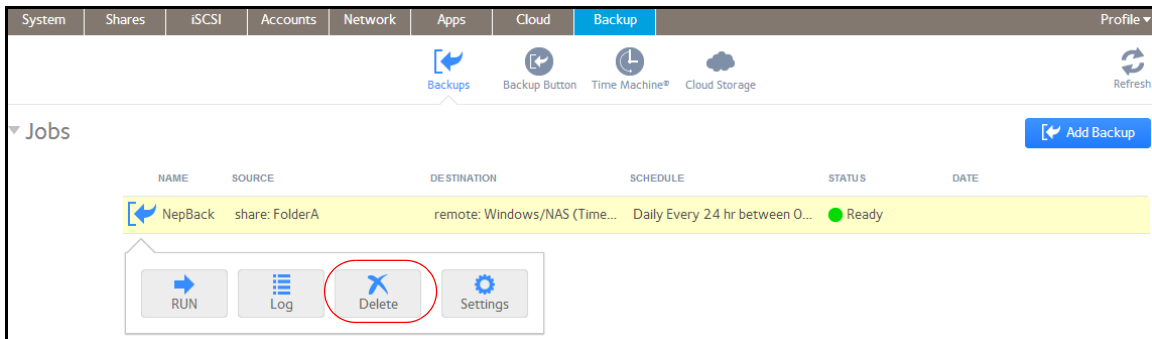 System Shares iSCSI Accounts Network Apps Cloud Backup Profile
Backups Backup Button Time Machine® Cloud Storage Refresh
Jobs Add Backup
NAME SOURCE DESTINATION SCHEDULE STATUS DATE
NepBack share: FolderA remote: Windows/NAS (Time... Daily Every 24 hr between 0... Ready
RUN Log Delete Settings